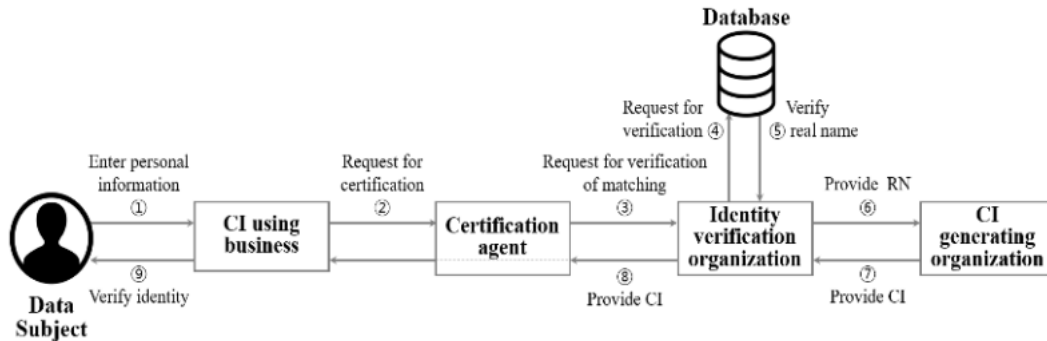 Database
Request for
verification ④
Verify
⑤ real name
Enter personal
information
①
Request for
certification
②
Request for verification
of matching
③
Provide RN
⑥
CI using
business
Certification
agent
Identity
verification
organization
CI
generating
organization
⑨
Verify identity
⑧
Provide CI
⑦
Provide CI
Data
Subject